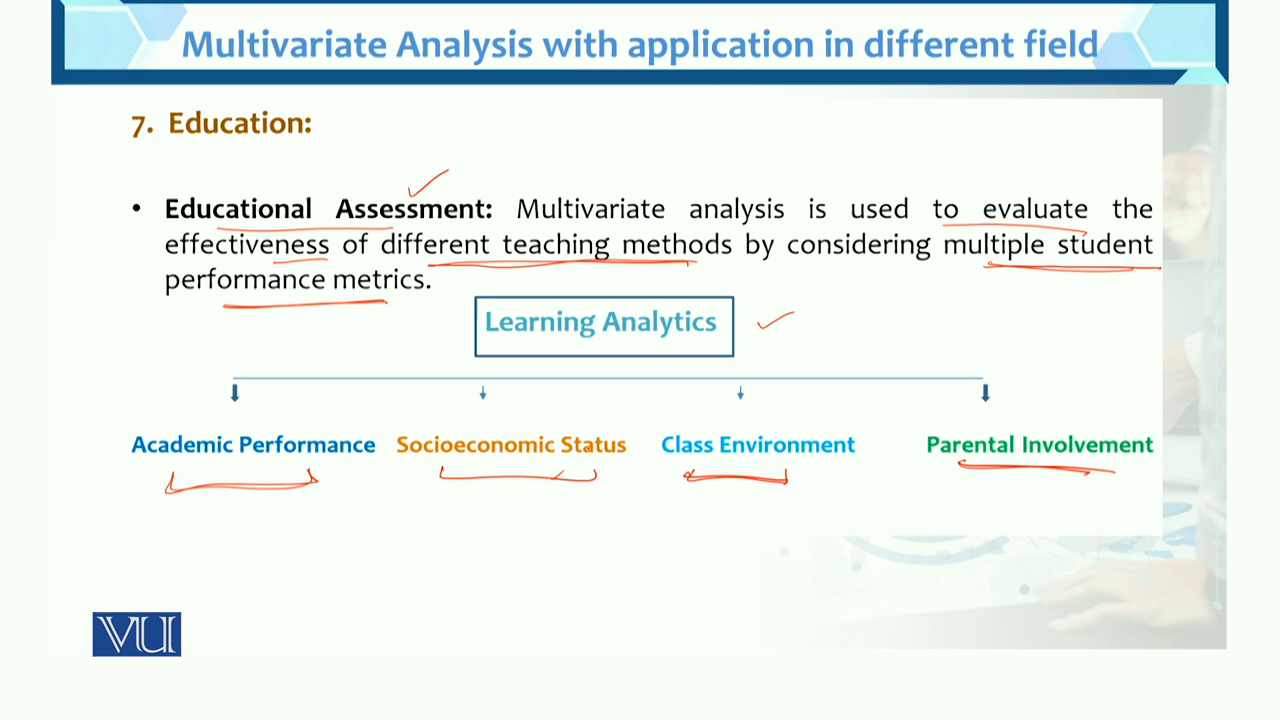 Multivariate Analysis with application in different field
7. Education:
• Educational Assessment: Multivariate analysis is used to evaluate the
effectiveness of different teaching methods by considering multiple student
performance metrics.
Learning Analytics
Academic Performance Socioeconomic Status Class Environment Parental Involvement
VU